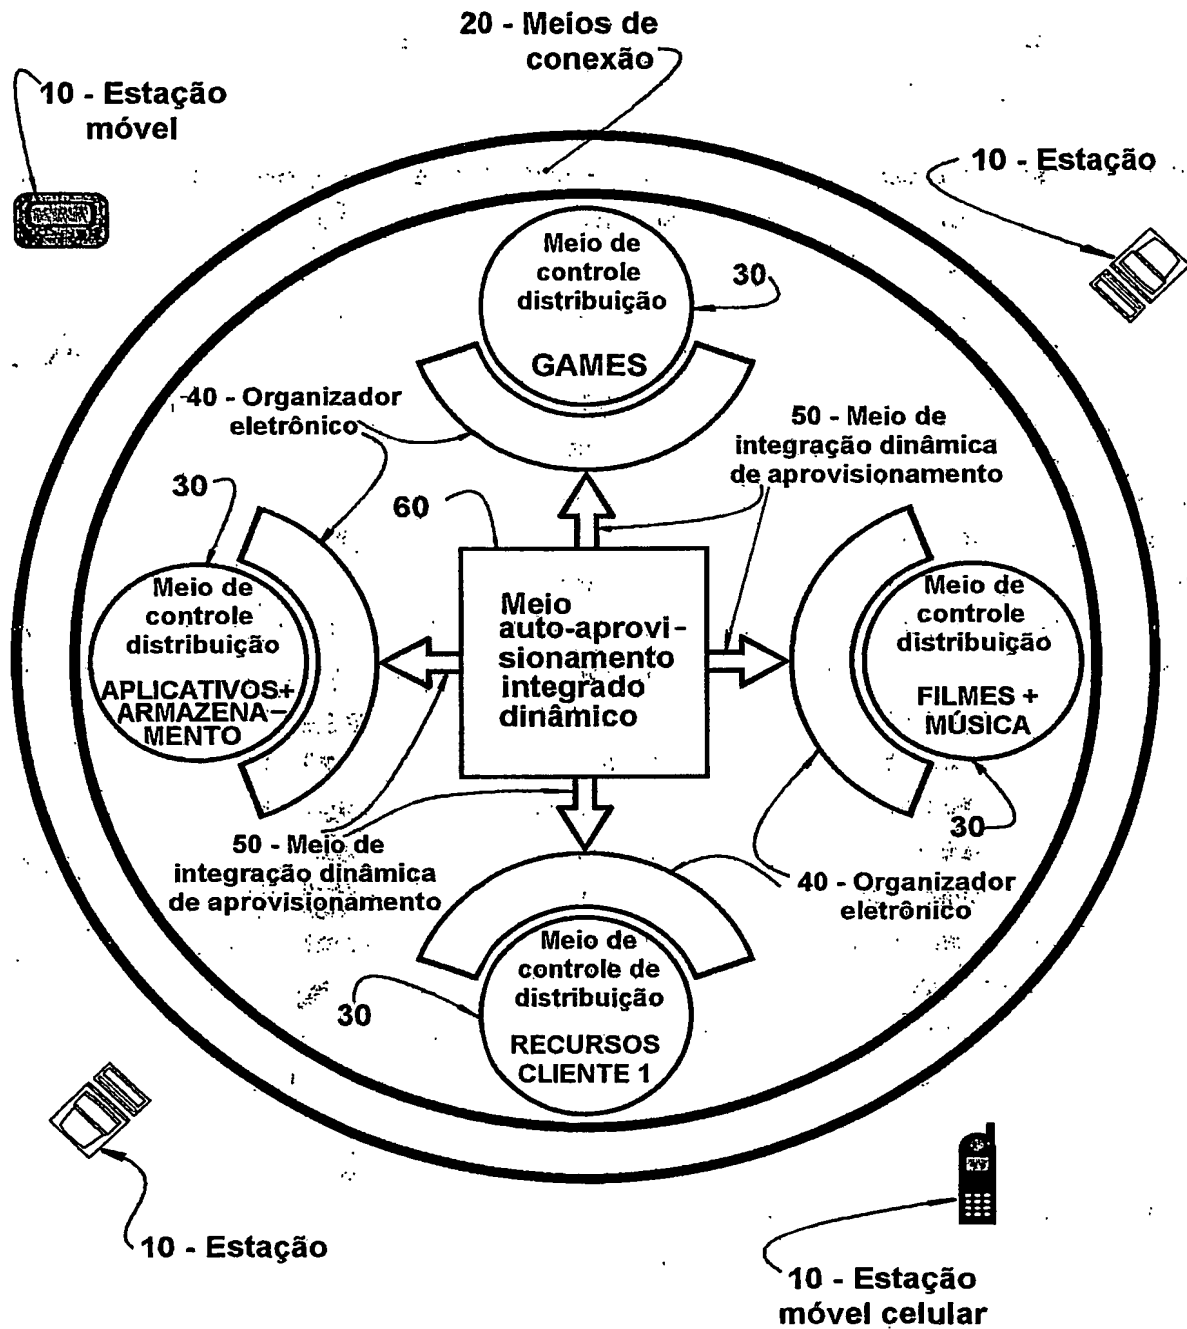 20 - Meios de
conexão
10 - Estação
móvel
10 - Estação
Meio de
controle
distribuição
GAMES
30
40 - Organizador
eletrônico
50 - Meio de
integração dinâmica
de aprovisionamento
30
60
Meio de
controle
distribuição
APLICATIVOS+
ARMAZENA-
MENTO
Meio
auto-aprovi-
sionamento
integrado
dinâmico
Meio de
controle
distribuição
FILMES +
MÚSICA
30
50 - Meio de
integração dinâmica
de aprovisionamento
40 - Organizador
eletrônico
Meio de
controle de
distribuição
RECURSOS
CLIENTE 1
30
10 - Estação
10 - Estação
móvel celular